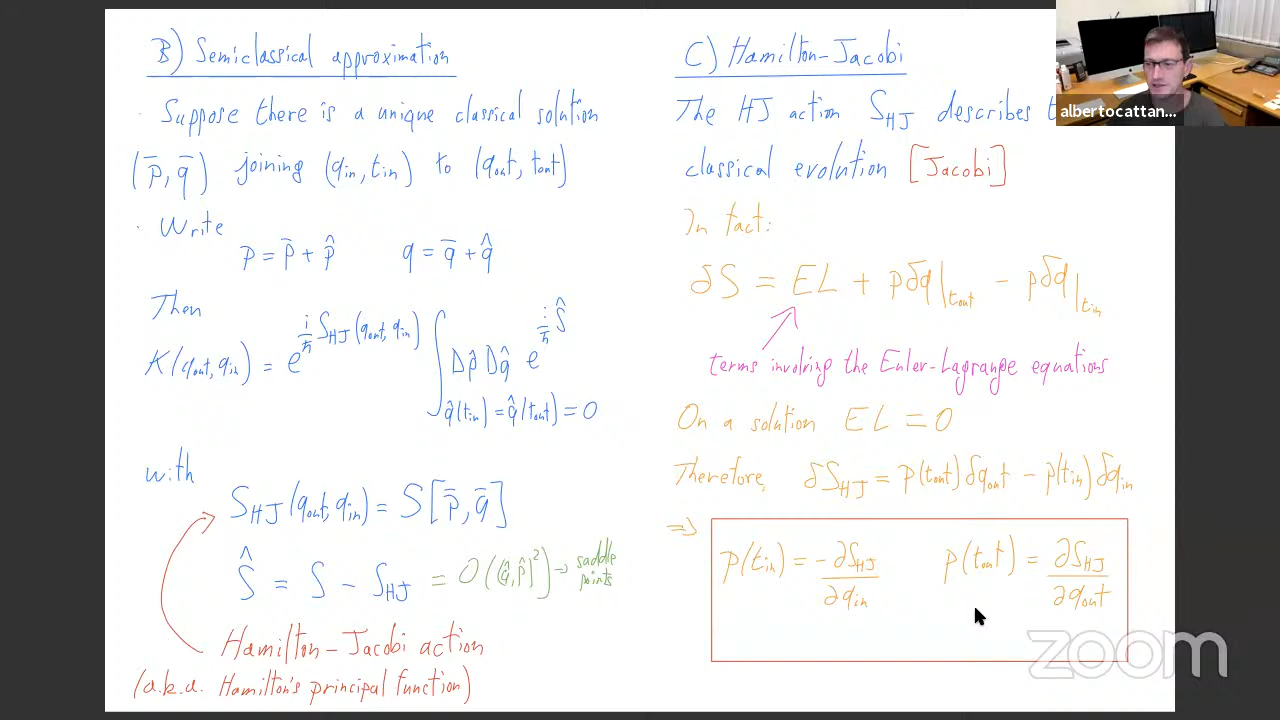 B) Semiclassical approximation
· Suppose there is a unique classical solution
(p̄, q̄) joining (q_in, t_in) to (q_out, t_out)
· Write
p = p̄ + p̂    q = q̄ + q̂
Then
K(q_out, q_in) = e^{i/ħ S_HJ(q_out, q_in)} ∫_{q̂(t_in) = q̂(t_out) = 0} Dp̂ Dq̂ e^{i/ħ Ŝ}
with
S_HJ(q_out, q_in) = S[p̄, q̄]
Ŝ = S - S_HJ = O((q̂, p̂)²) → saddle points
Hamilton-Jacobi action
(a.k.a. Hamilton's principal function)
C) Hamilton-Jacobi
The HJ action S_HJ describes t
classical evolution [Jacobi]
In fact:
δS = EL + pδq|_{t_out} - pδq|_{t_in}
terms involving the Euler-Lagrange equations
On a solution EL = 0
Therefore, δS_HJ = p(t_out) δq_out - p(t_in) δq_in
⇒ p(t_in) = -∂S_HJ/∂q_in    p(t_out) = ∂S_HJ/∂q_out
albertocattan...
zoom